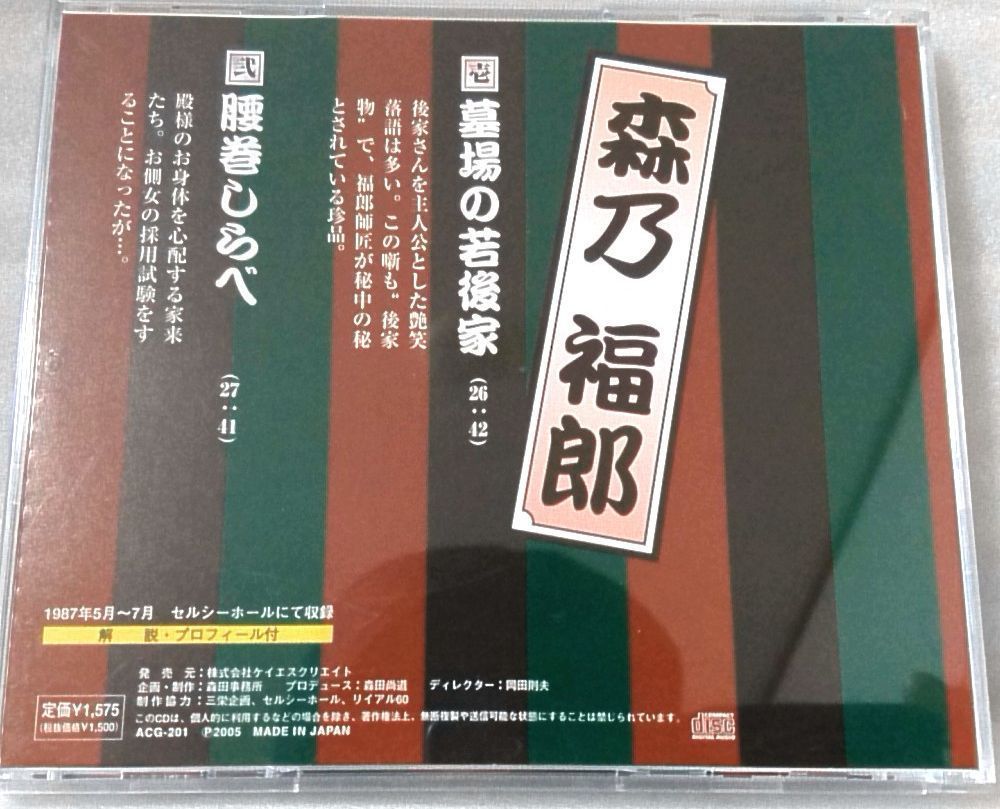 森乃 福郎
壱
墓場の若後家
(26:42)
後家さんを主人公とした艶笑
落語は多い。この噺も“後家
物”で、福郎師匠が秘中の秘
とされている珍品。
弐
腰巻しらべ
(27:41)
殿様のお身体を心配する家来
たち。お側女の採用試験をす
ることになったが…。
1987年5月〜7月 セルシーホールにて収録
解 説・プロフィール付
発 売 元:株式会社ケイエスクリエイト
企画・制作:森田事務所 プロデュース:森田尚道 ディレクター:岡田則夫
制作協力:三栄企画、セルシーホール、リイアル60
定価¥1,575
(税抜価格¥1,500)
このCDは、個人的に利用するなどの場合を除き、著作権法上、無断複製や送信可能な状態にすることは禁じられています。
ACG-201 ℗2005 MADE IN JAPAN
COMPACT
disc
DIGITAL AUDIO